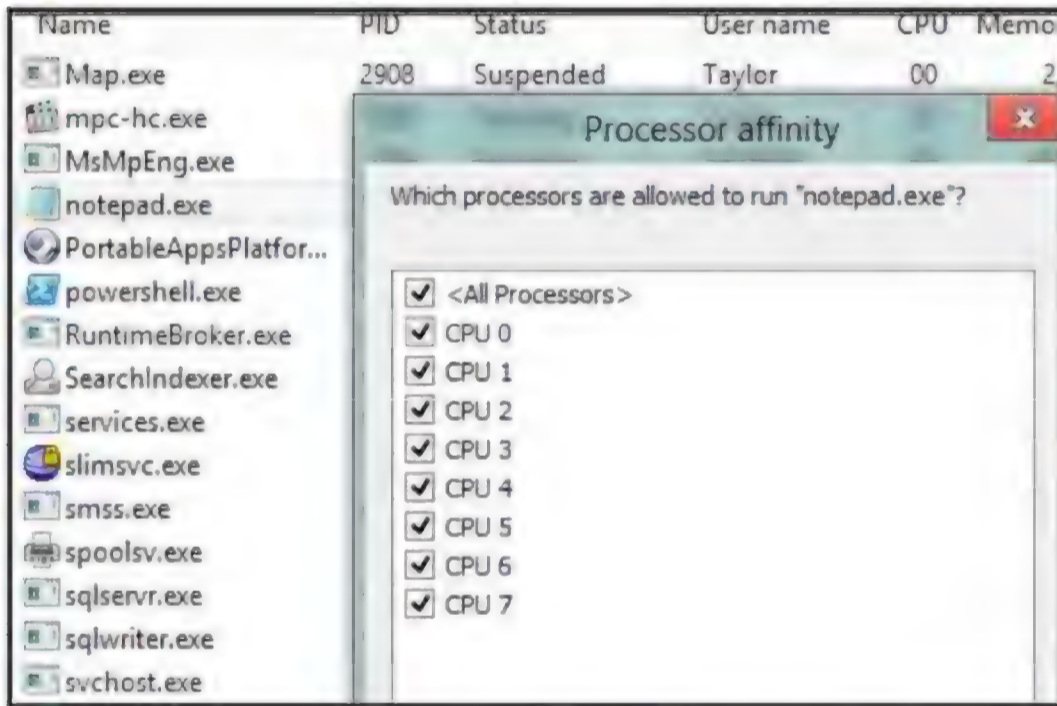 Name PID Status User name CPU Memo
Map.exe 2908 Suspended Taylor 00 2
mpc-hc.exe
MsMpEng.exe
notepad.exe
PortableAppsPlatfor...
powershell.exe
RuntimeBroker.exe
SearchIndexer.exe
services.exe
slimsvc.exe
smss.exe
spoolsv.exe
sqlservr.exe
sqlwriter.exe
svchost.exe
Processor affinity
Which processors are allowed to run "notepad.exe"?
<All Processors>
CPU 0
CPU 1
CPU 2
CPU 3
CPU 4
CPU 5
CPU 6
CPU 7